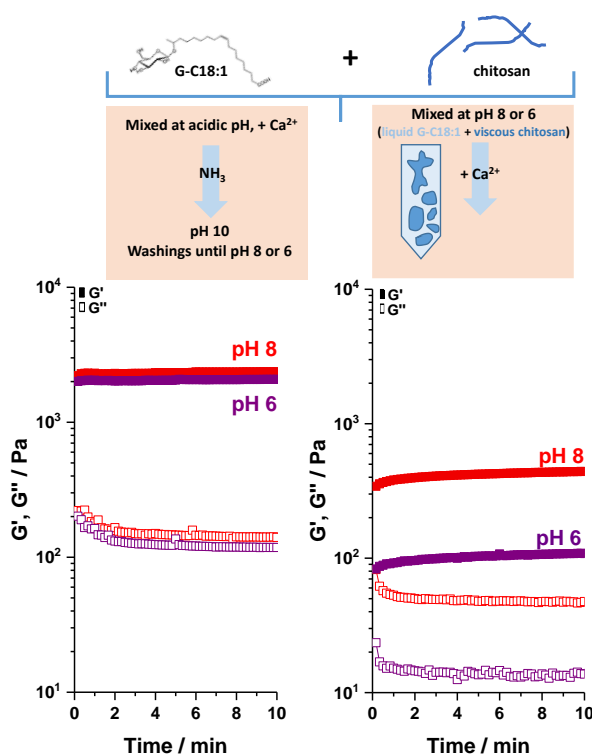 G-C18:1
+
chitosan
COOH
Mixed at acidic pH, + Ca²⁺
NH₃
pH 10
Washings until pH 8 or 6
Mixed at pH 8 or 6
(liquid G-C18:1 + viscous chitosan)
+ Ca²⁺
G', G'' / Pa
10⁴
10³
10²
10¹
G'
G''
pH 8
pH 6
0 2 4 6 8 10
Time / min
G', G'' / Pa
10⁴
10³
10²
10¹
G'
G''
pH 8
pH 6
0 2 4 6 8 10
Time / min